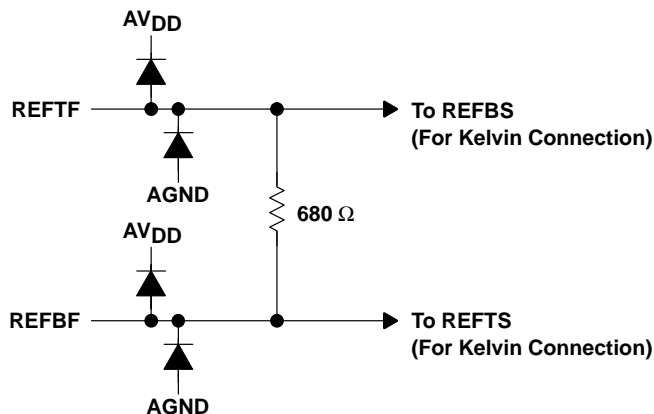 AVDD
REFTF
To REFBS
(For Kelvin Connection)
AGND
680 Ω
AVDD
REFBF
To REFTS
(For Kelvin Connection)
AGND